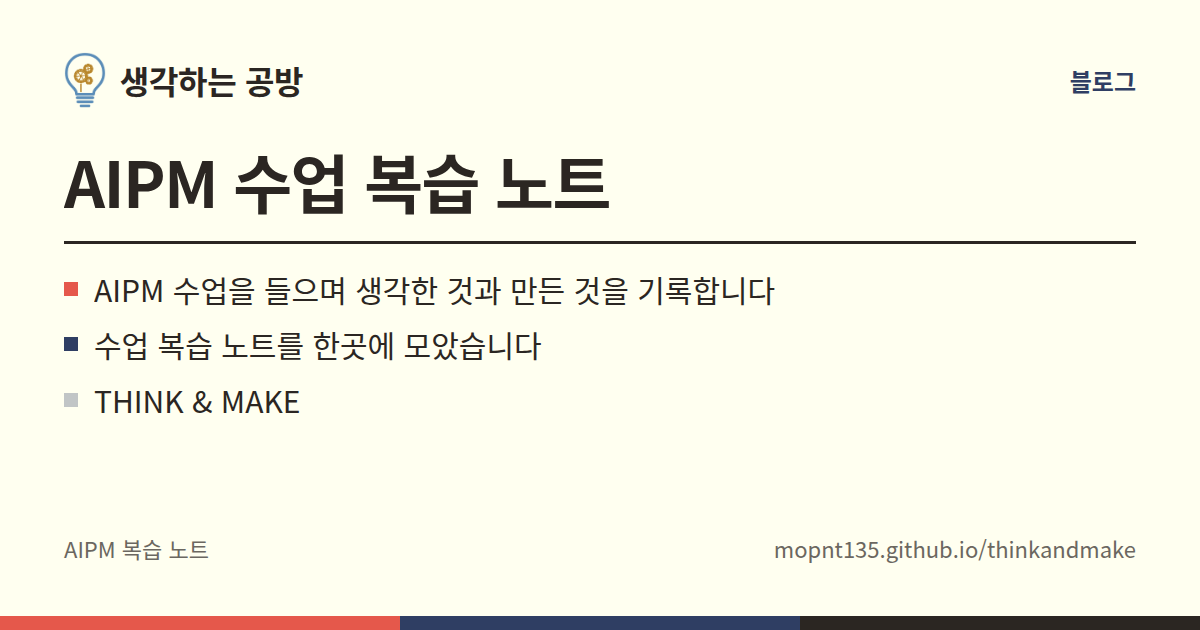 생각하는 공방
블로그
AIPM 수업 복습 노트
AIPM 수업을 들으며 생각한 것과 만든 것을 기록합니다
수업 복습 노트를 한곳에 모았습니다
THINK & MAKE
AIPM 복습 노트
mopnt135.github.io/thinkandmake